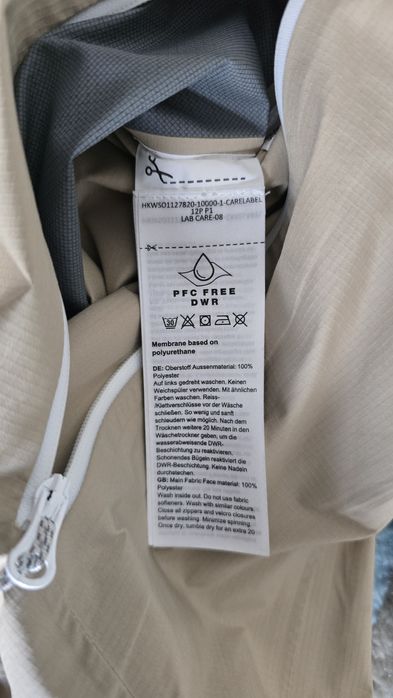 HKWSO1127820-10000-1-CARELABEL
12P P1
LAB CARE-08
PFC FREE
DWR
30
Membrane based on
polyurethane
DE: Oberstoff Aussenmaterial: 100%
Polyester
Auf links gedreht waschen. Keinen
Weichspüler verwenden. Mit ähnlichen
Farben waschen. Reiss-
/Klettverschlüsse vor der Wäsche
schließen. So wenig und sanft
schleudern wie möglich. Nach dem
Trocknen weitere 20 Minuten in den
Wäschetrockner geben, um die
wasserabweisende DWR-
Beschichtung zu reaktivieren.
Schonendes Bügeln reaktiviert die
DWR-Beschichtung. Keine Nadeln
durchstechen.
GB: Main Fabric Face material: 100%
Polyester
Wash inside out. Do not use fabric
softeners. Wash with similar colours.
Close all zippers and velcro closures
before washing. Minimize spinning.
Once dry, tumble dry for an extra 20